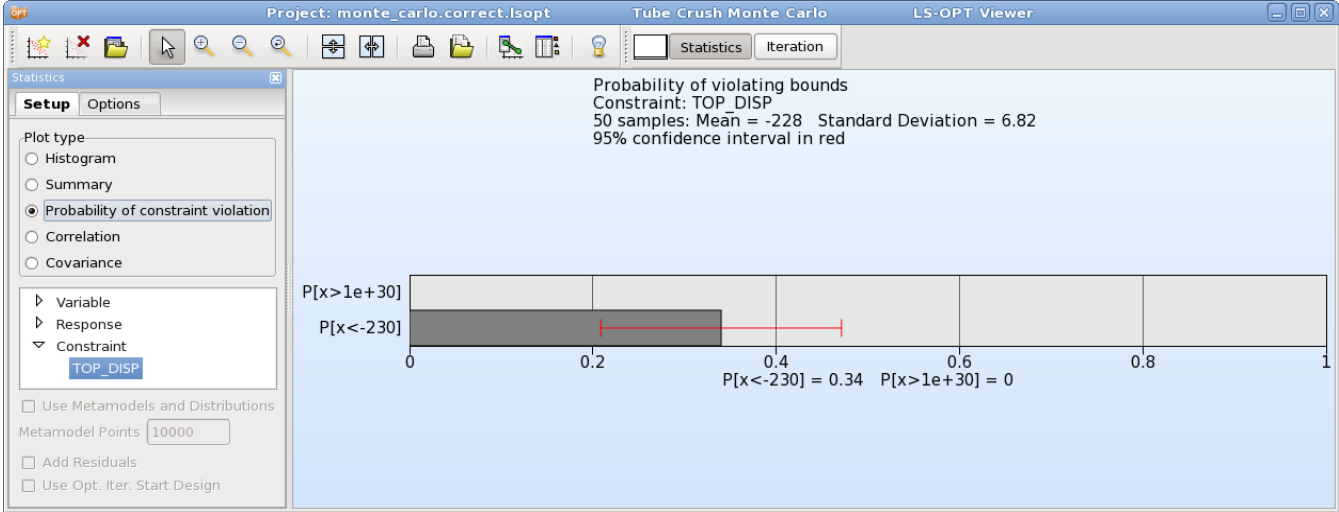 OPT
Project: monte_carlo.correct.lsopt Tube Crush Monte Carlo LS-OPT Viewer
Statistics Iteration
Statistics
Setup Options
Plot type
Histogram
Summary
Probability of constraint violation
Correlation
Covariance
Variable
Response
Constraint
TOP_DISP
Use Metamodels and Distributions
Metamodel Points 10000
Add Residuals
Use Opt. Iter. Start Design
Probability of violating bounds
Constraint: TOP_DISP
50 samples: Mean = -228 Standard Deviation = 6.82
95% confidence interval in red
P[x>1e+30]
P[x<-230]
0 0.2 0.4 0.6 0.8 1
P[x<-230] = 0.34 P[x>1e+30] = 0